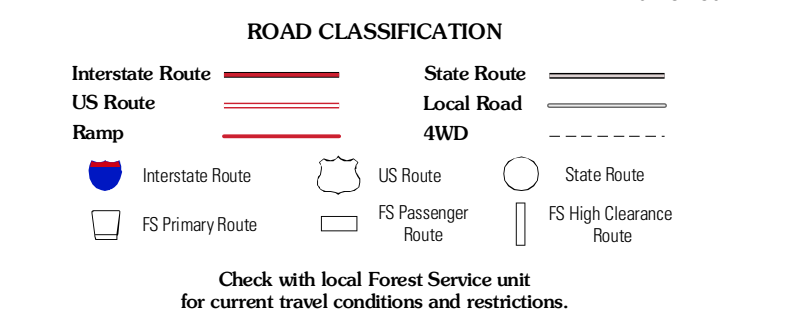 ROAD CLASSIFICATION
Interstate Route
State Route
US Route
Local Road
Ramp
4WD
Interstate Route
US Route
State Route
FS Primary Route
FS Passenger
Route
FS High Clearance
Route
Check with local Forest Service unit
for current travel conditions and restrictions.